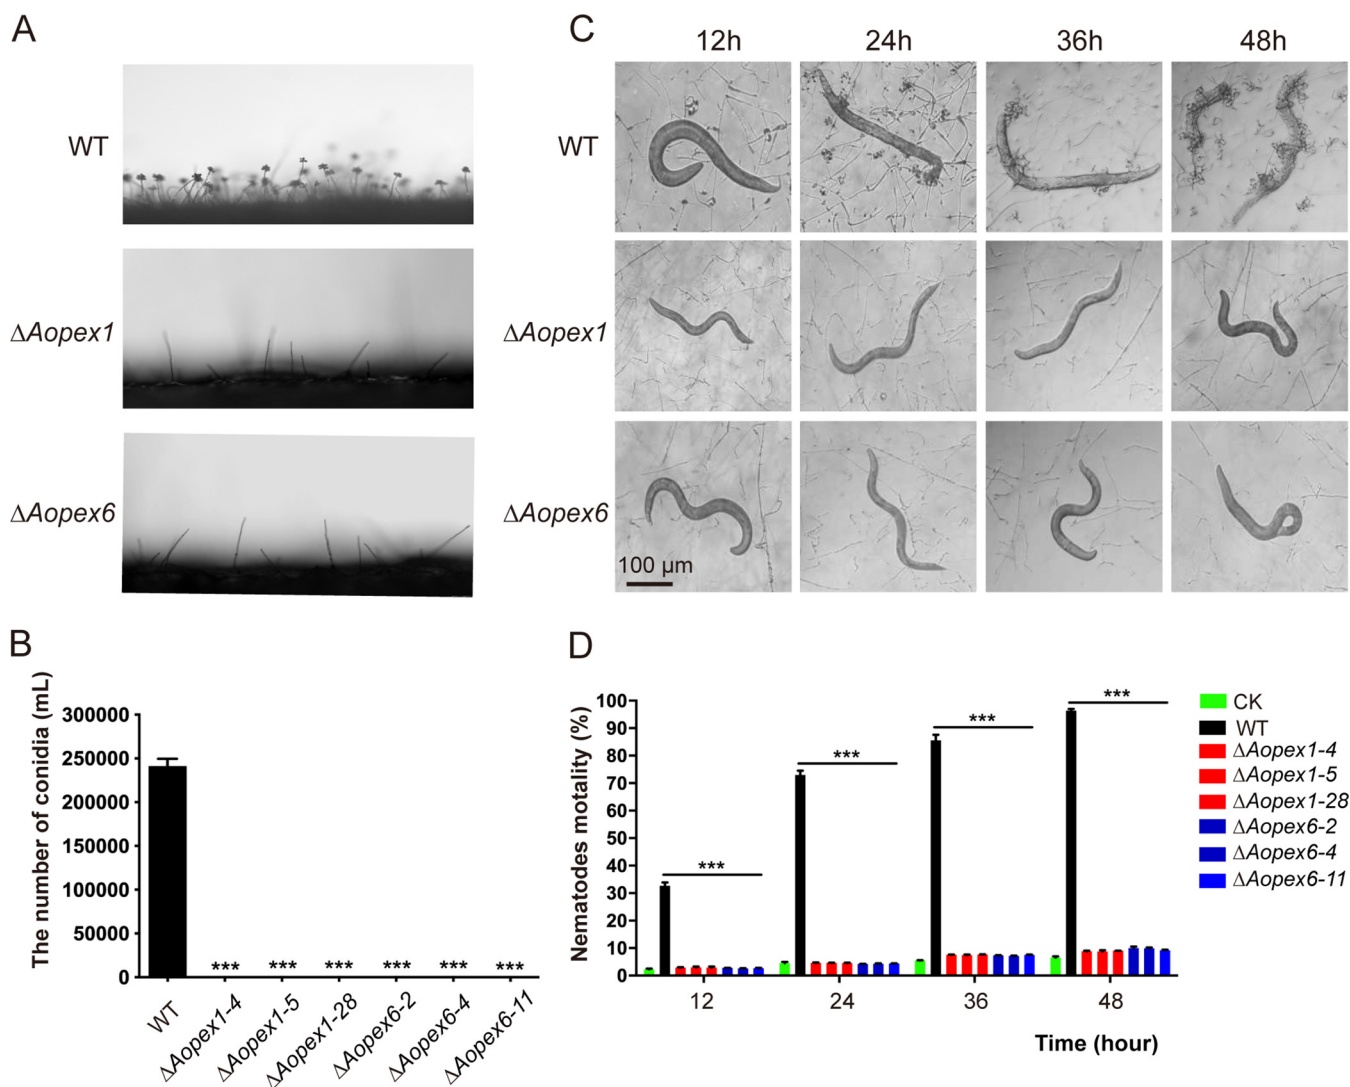 A
WT
ΔAopex1
ΔAopex6
C
12h
24h
36h
48h
WT
ΔAopex1
ΔAopex6
100 μm
B
The number of conidia (mL)
300000
250000
200000
150000
100000
50000
0
*** *** *** *** *** ***
WT
ΔAopex1-4
ΔAopex1-5
ΔAopex1-28
ΔAopex6-2
ΔAopex6-4
ΔAopex6-11
D
Nematodes motality (%)
100
90
80
70
60
50
40
30
20
10
0
***
***
***
***
12
24
36
48
Time (hour)
CK
WT
ΔAopex1-4
ΔAopex1-5
ΔAopex1-28
ΔAopex6-2
ΔAopex6-4
ΔAopex6-11